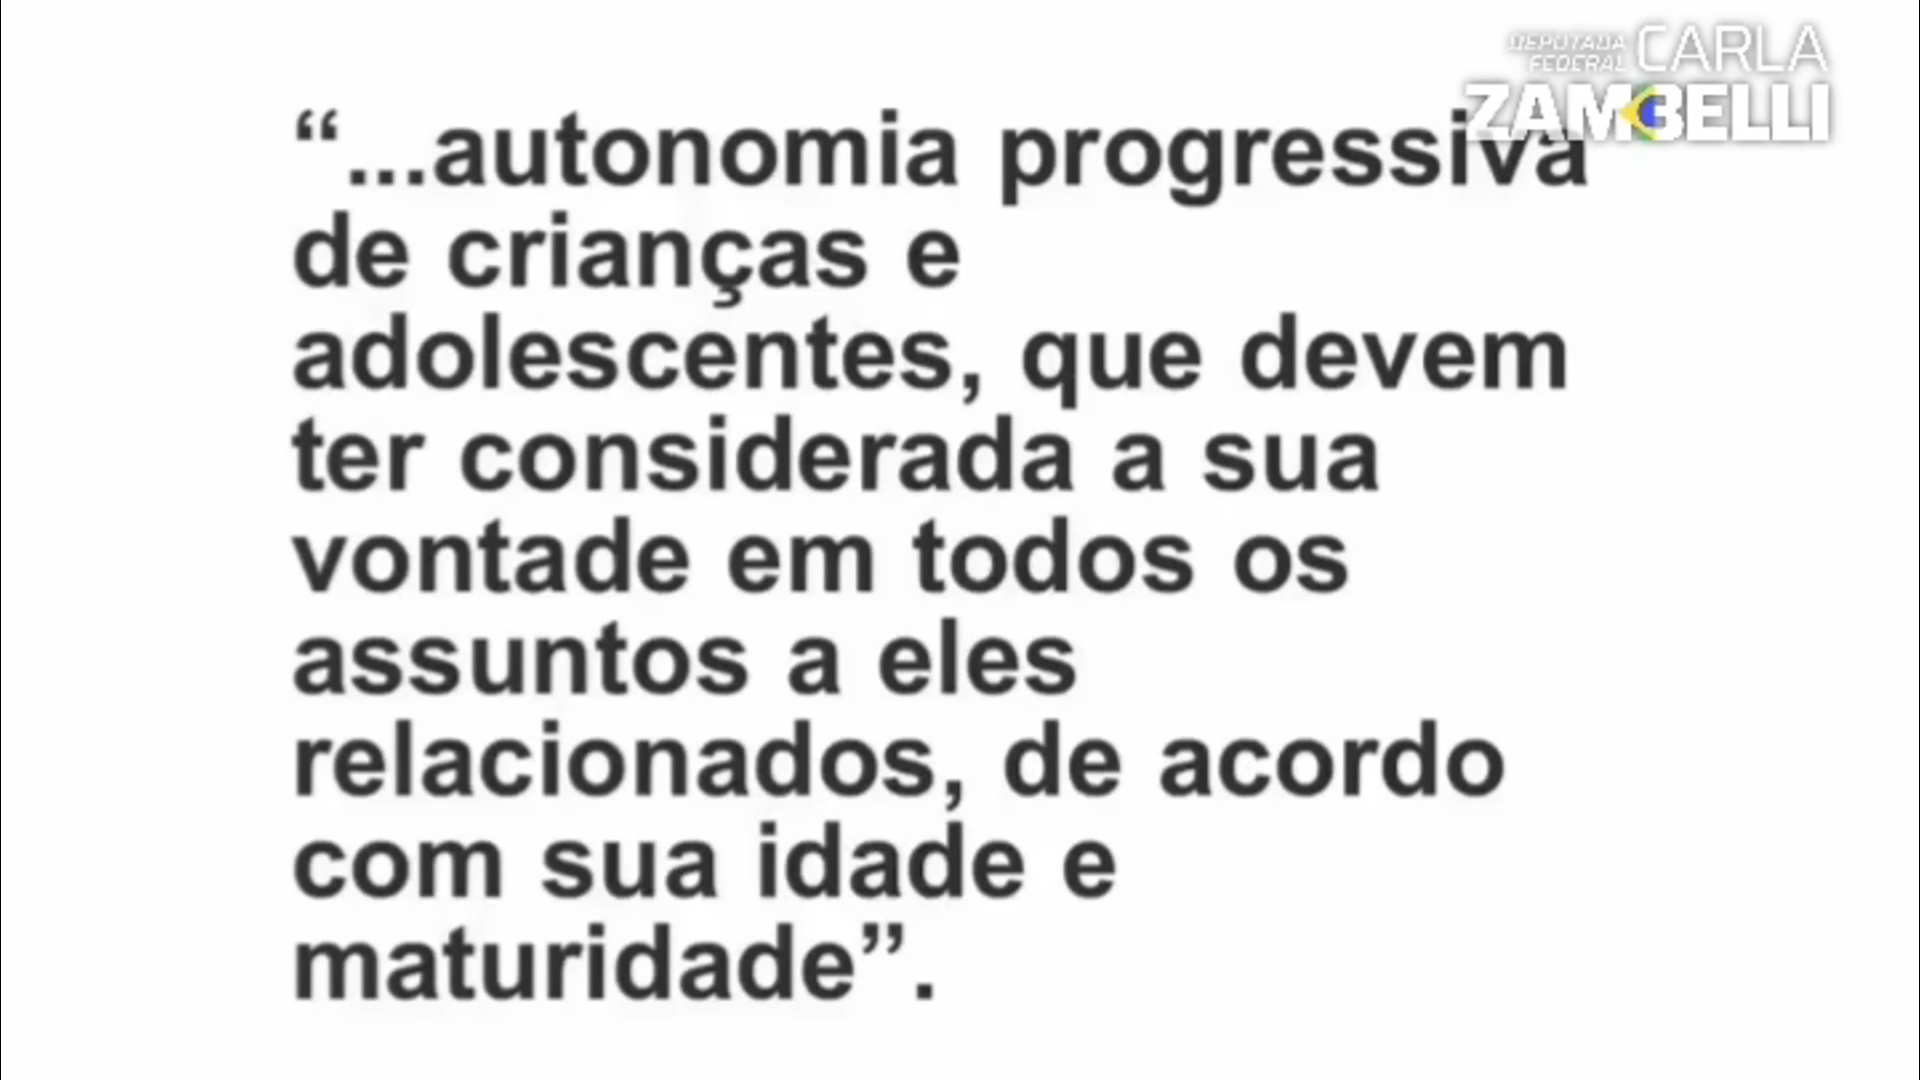 DEPUTADA
FEDERAL CARLA
ZAMBELLI
“...autonomia progressiva
de crianças e
adolescentes, que devem
ter considerada a sua
vontade em todos os
assuntos a eles
relacionados, de acordo
com sua idade e
maturidade”.